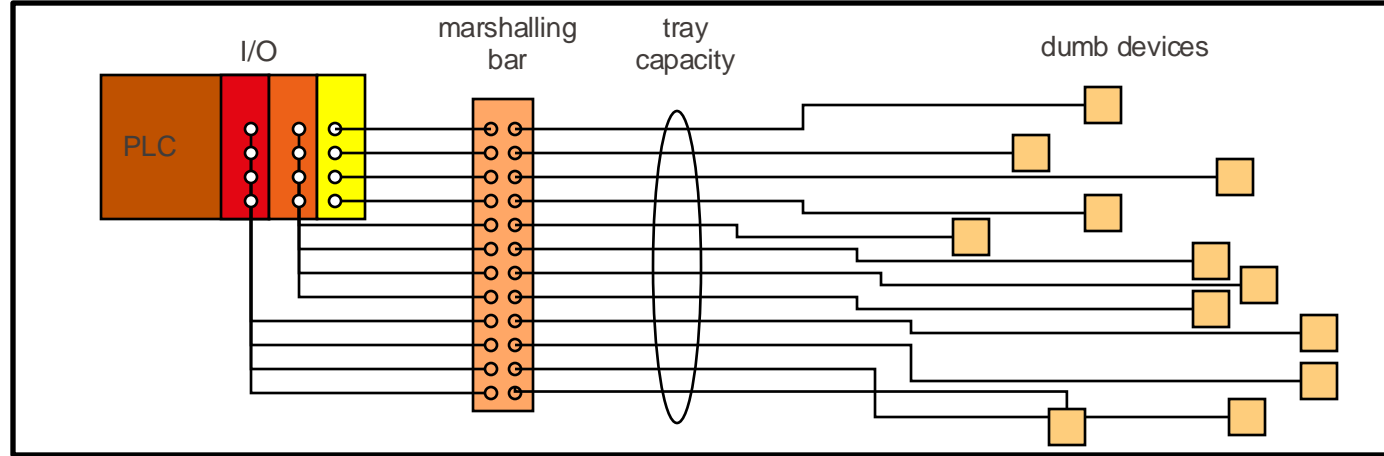 I/O
marshalling
bar
tray
capacity
dumb devices
PLC